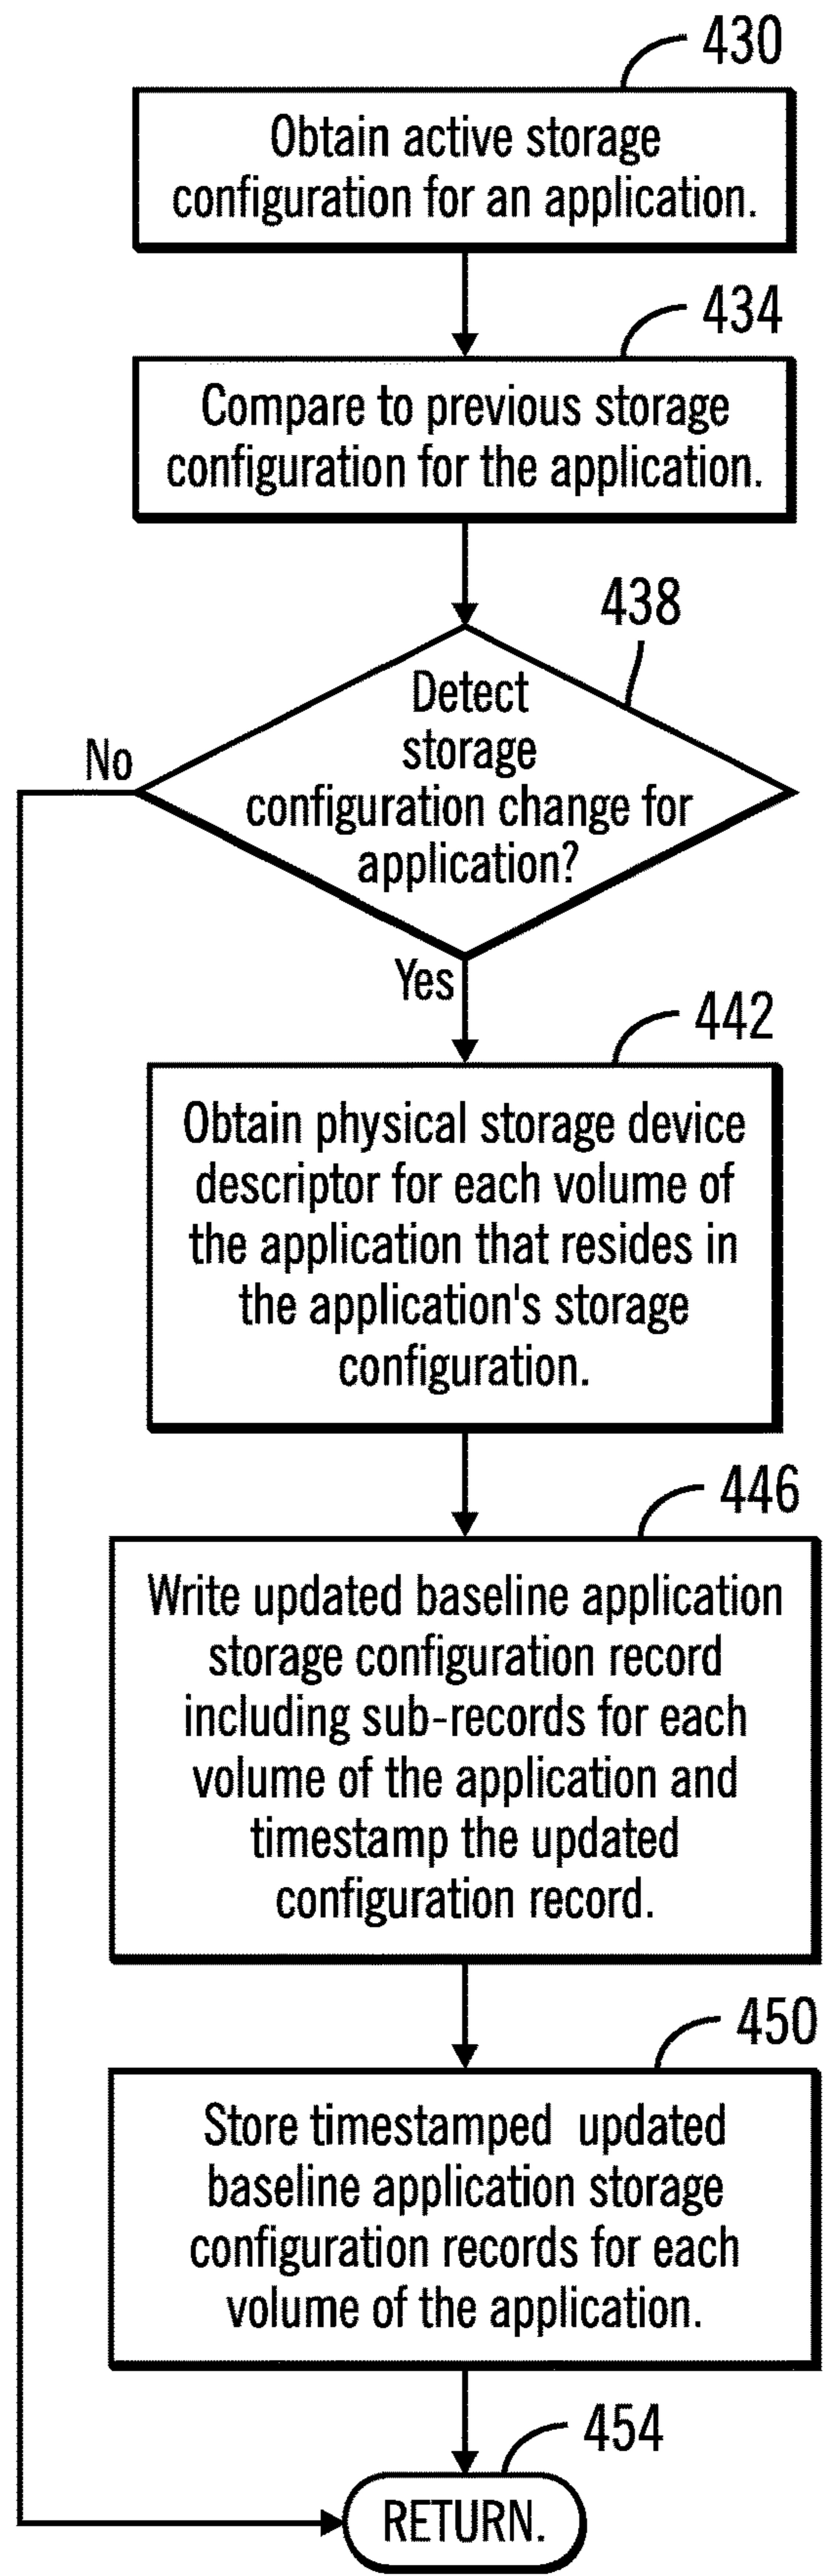 430
Obtain active storage
configuration for an application.
434
Compare to previous storage
configuration for the application.
438
Detect
storage
configuration change for
application?
No
Yes
442
Obtain physical storage device
descriptor for each volume of
the application that resides in
the application's storage
configuration.
446
Write updated baseline application
storage configuration record
including sub-records for each
volume of the application and
timestamp the updated
configuration record.
450
Store timestamped updated
baseline application storage
configuration records for each
volume of the application.
454
RETURN.